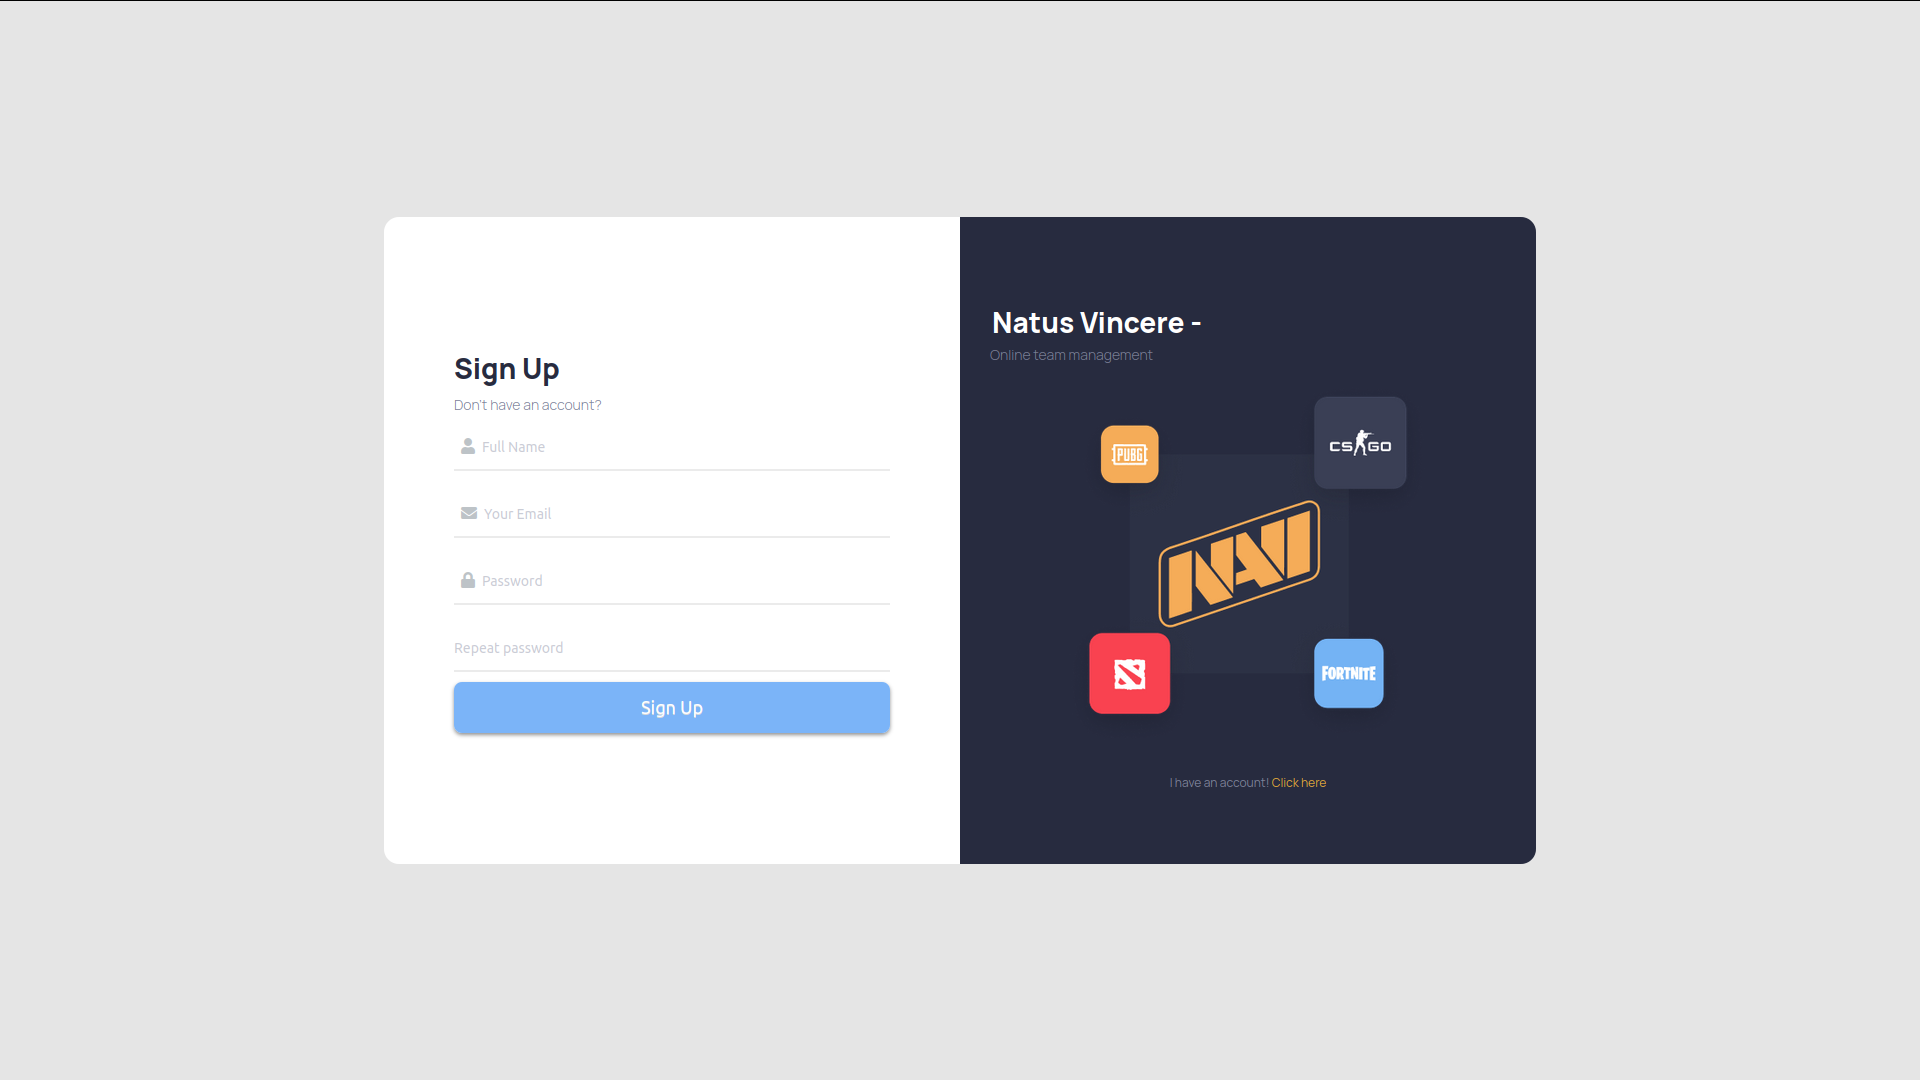 Sign Up
Don't have an account?
Full Name
Your Email
Password
Repeat password
Sign Up
Natus Vincere -
Online team management
PUBG
CS GO
NAVI
FORTNITE
I have an account! Click here